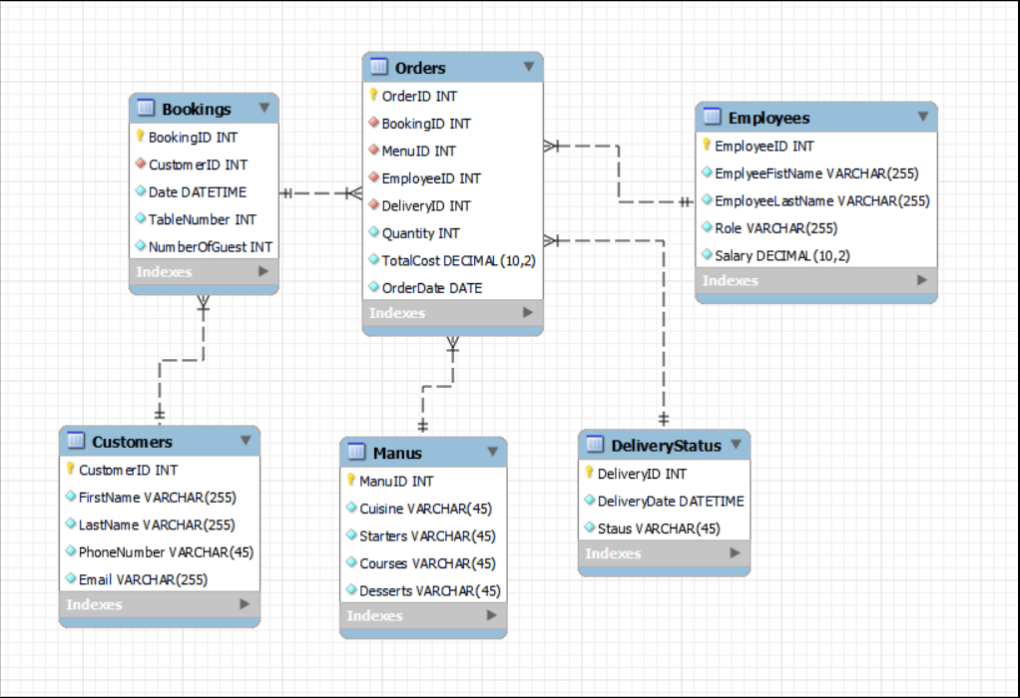 Bookings
BookingID INT
CustomerID INT
Date DATETIME
TableNumber INT
NumberOfGuest INT
Indexes
Orders
OrderID INT
BookingID INT
MenuID INT
EmployeeID INT
DeliveryID INT
Quantity INT
TotalCost DECIMAL(10,2)
OrderDate DATE
Indexes
Employees
EmployeeID INT
EmplyeeFistName VARCHAR(255)
EmployeeLastName VARCHAR(255)
Role VARCHAR(255)
Salary DECIMAL(10,2)
Indexes
Customers
CustomerID INT
FirstName VARCHAR(255)
LastName VARCHAR(255)
PhoneNumber VARCHAR(45)
Email VARCHAR(255)
Indexes
Manus
ManuID INT
Cuisine VARCHAR(45)
Starters VARCHAR(45)
Courses VARCHAR(45)
Desserts VARCHAR(45)
Indexes
DeliveryStatus
DeliveryID INT
DeliveryDate DATETIME
Staus VARCHAR(45)
Indexes